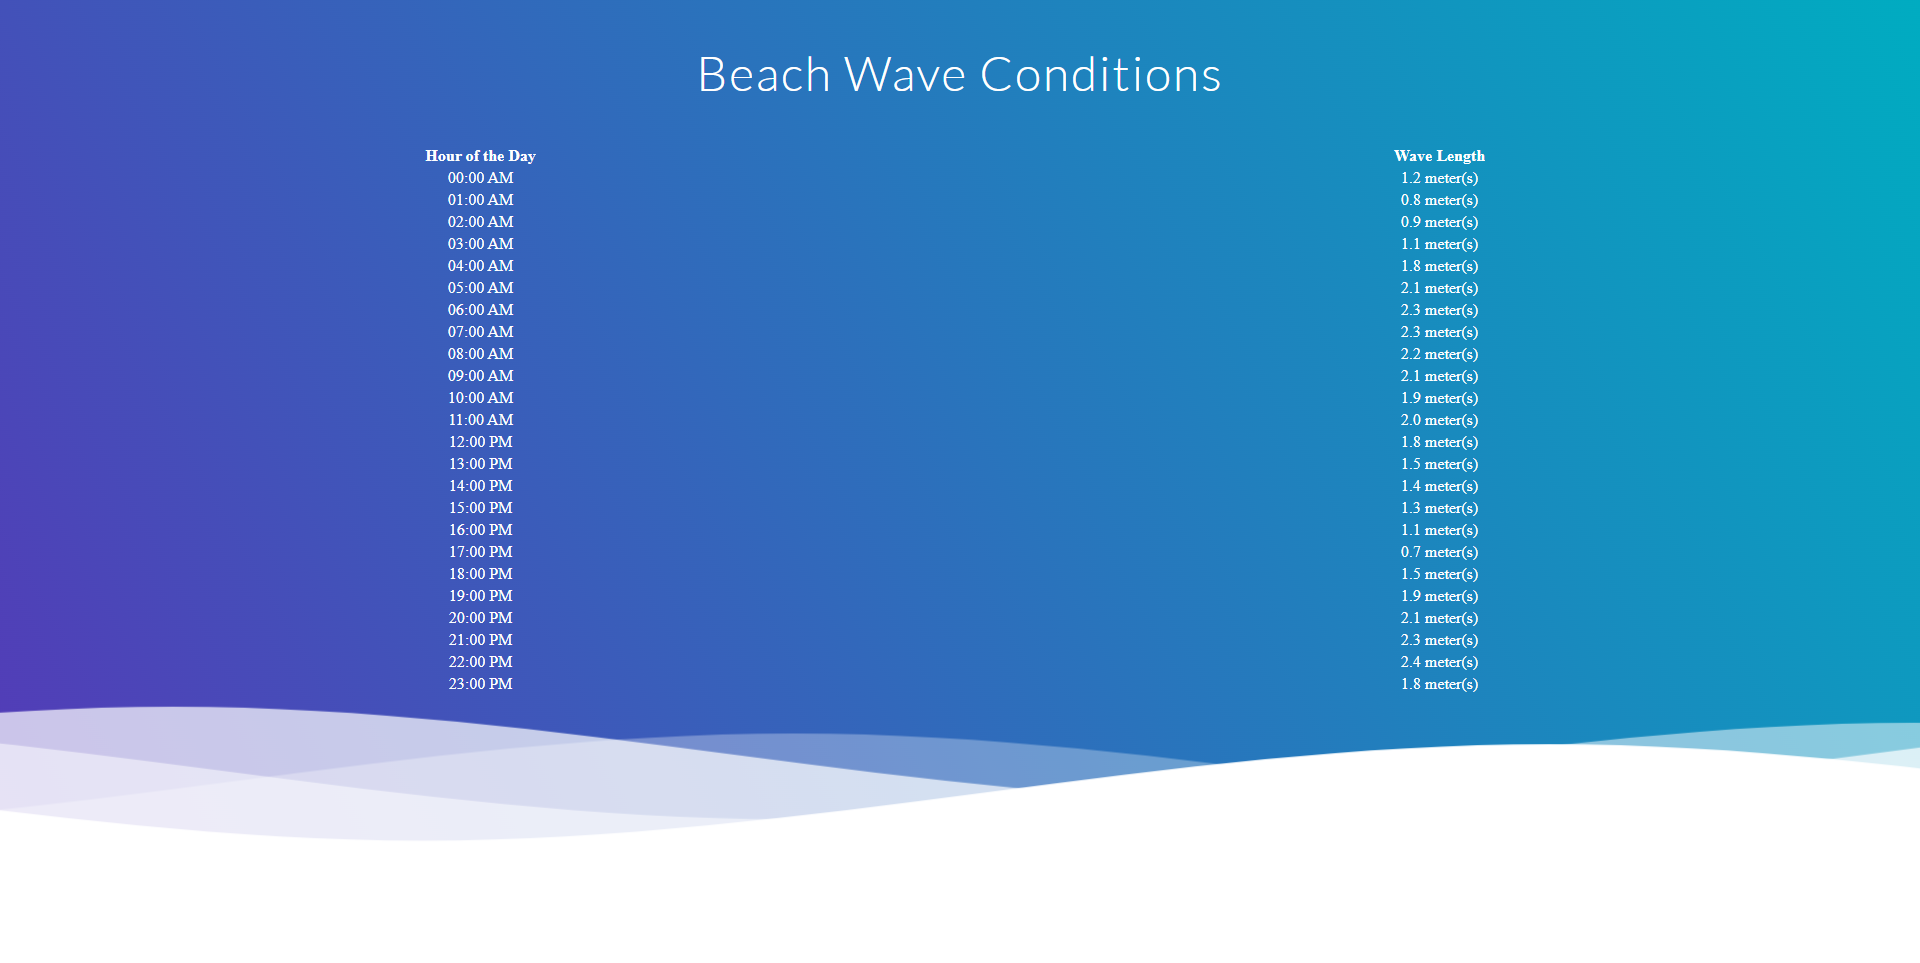 Beach Wave Conditions
Hour of the Day Wave Length
00:00 AM 1.2 meter(s)
01:00 AM 0.8 meter(s)
02:00 AM 0.9 meter(s)
03:00 AM 1.1 meter(s)
04:00 AM 1.8 meter(s)
05:00 AM 2.1 meter(s)
06:00 AM 2.3 meter(s)
07:00 AM 2.3 meter(s)
08:00 AM 2.2 meter(s)
09:00 AM 2.1 meter(s)
10:00 AM 1.9 meter(s)
11:00 AM 2.0 meter(s)
12:00 PM 1.8 meter(s)
13:00 PM 1.5 meter(s)
14:00 PM 1.4 meter(s)
15:00 PM 1.3 meter(s)
16:00 PM 1.1 meter(s)
17:00 PM 0.7 meter(s)
18:00 PM 1.5 meter(s)
19:00 PM 1.9 meter(s)
20:00 PM 2.1 meter(s)
21:00 PM 2.3 meter(s)
22:00 PM 2.4 meter(s)
23:00 PM 1.8 meter(s)